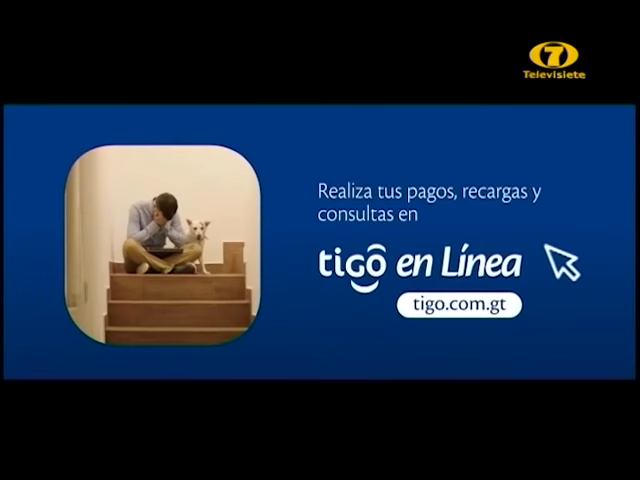 7
Televisiete
Realiza tus pagos, recargas y
consultas en
tigo en Línea
tigo.com.gt